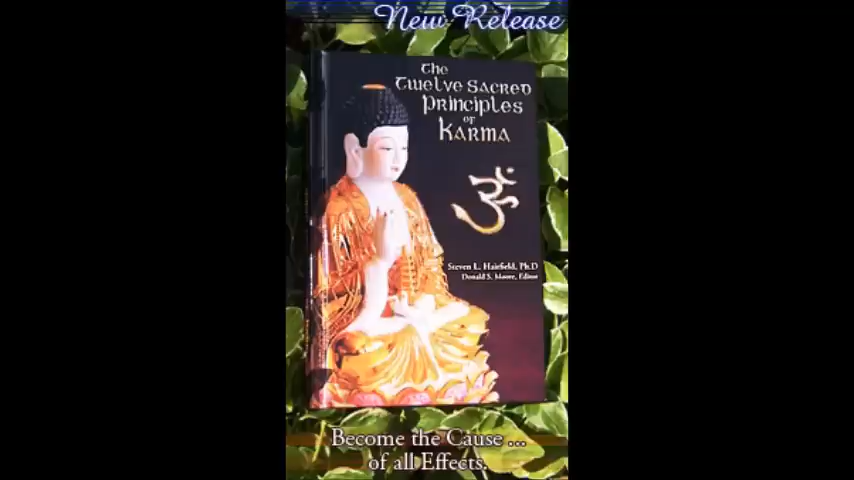 New Release
The
Twelve Sacred
Principles
of
Karma
ॐ
Steven L. Hairfield, Ph.D
Donald S. Moore, Editor
Become the Cause ...
of all Effects.